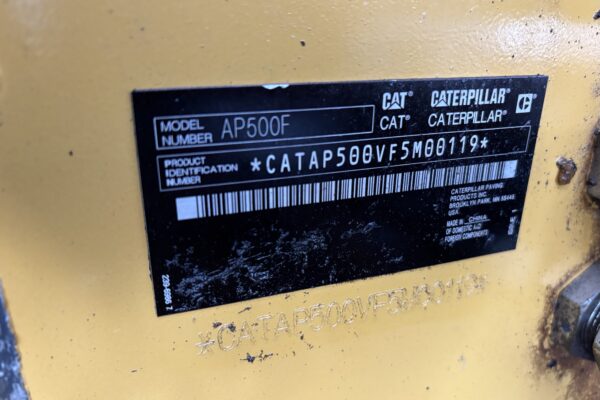 CAT® CATERPILLAR®
CAT® CATERPILLAR®
MODEL NUMBER AP500F
PRODUCT IDENTIFICATION NUMBER *CATAP500VF5M00119*
CATERPILLAR PAVING
PRODUCTS INC.
BROOKLYN PARK, MN
USA.
MADE IN CHINA
OF DOMESTIC AND
FOREIGN COMPONENTS
*CATAP500VF5M00119*